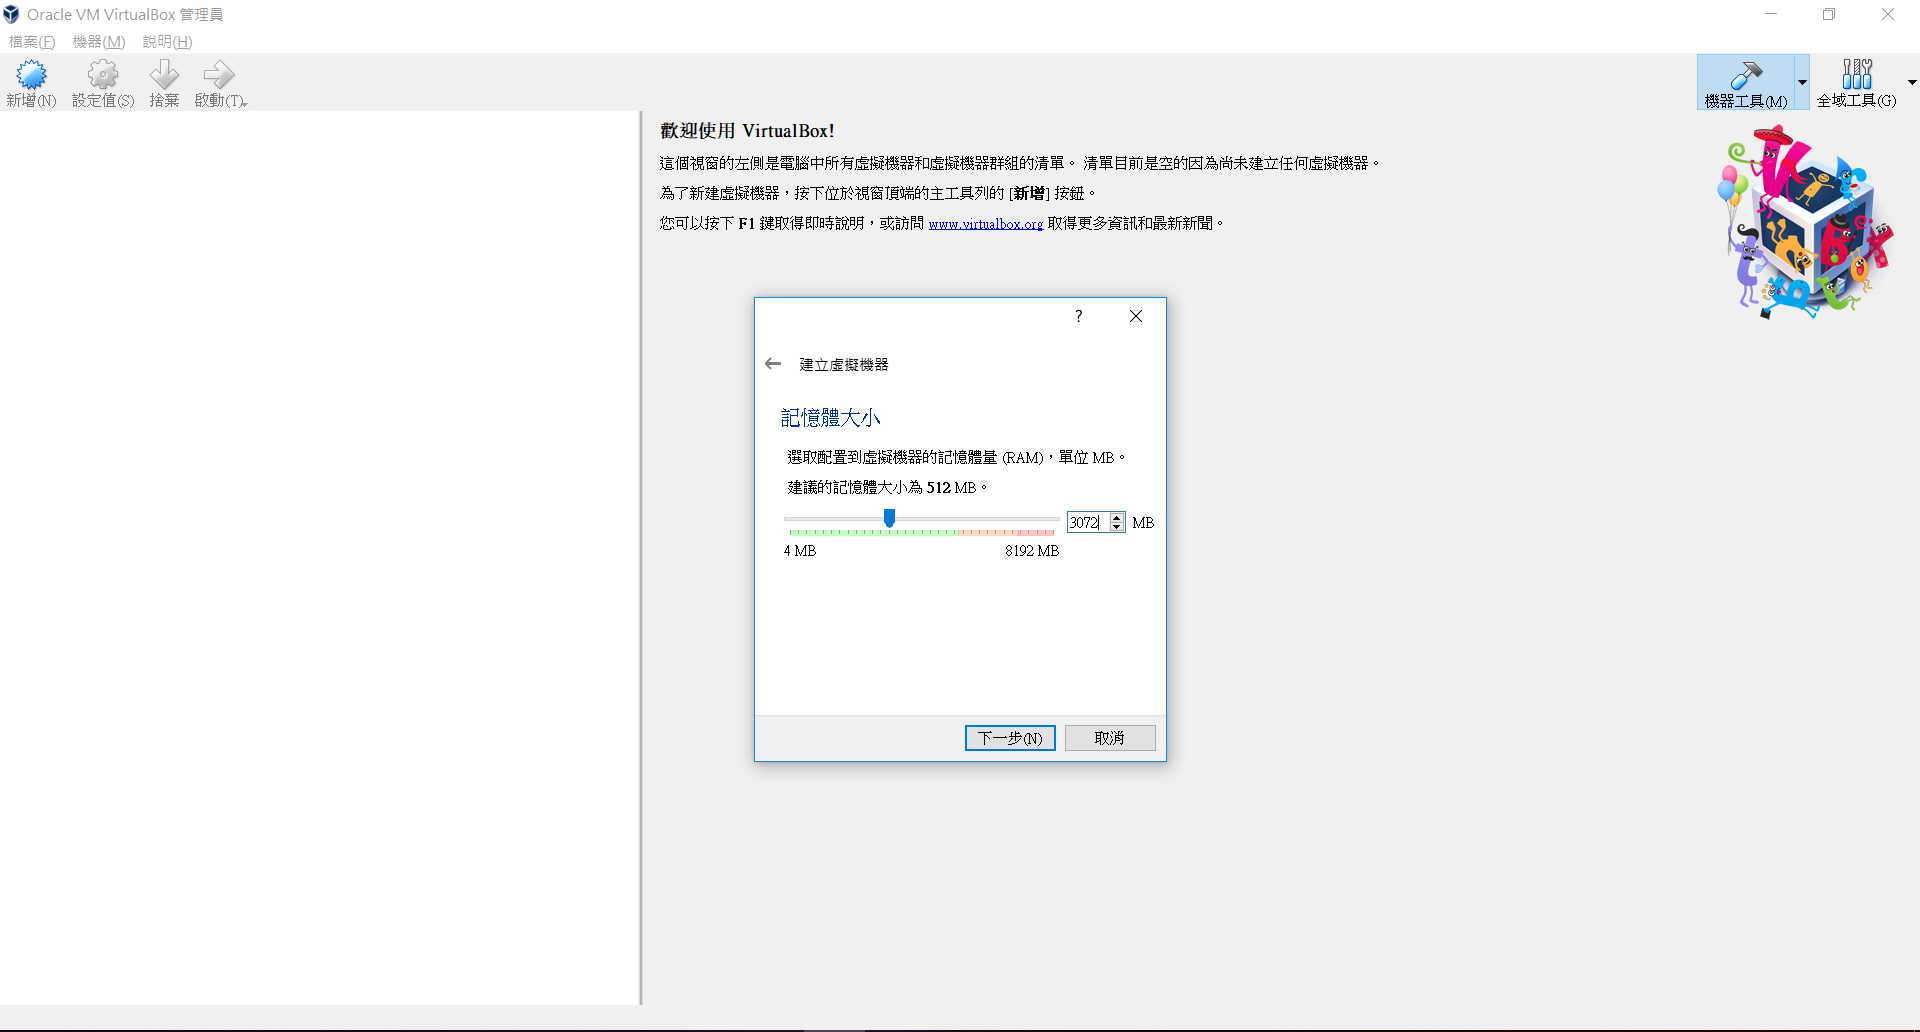 Oracle VM VirtualBox 管理員
檔案(F) 機器(M) 說明(H)
新增(N) 設定值(S) 捨棄 啟動(T) 機器工具(M) 全域工具(G)
歡迎使用 VirtualBox!
這個視窗的左側是電腦中所有虛擬機器和虛擬機器群組的清單。 清單目前是空的因為尚未建立任何虛擬機器。
為了新建虛擬機器，按下位於視窗頂端的主工具列的 [新增] 按鈕。
您可以按下 F1 鍵取得即時說明，或訪問 www.virtualbox.org 取得更多資訊和最新新聞。
?
建立虛擬機器
記憶體大小
選取配置到虛擬機器的記憶體量 (RAM)，單位 MB。
建議的記憶體大小為 512 MB。
3072 MB
4 MB 8192 MB
下一步(N) 取消